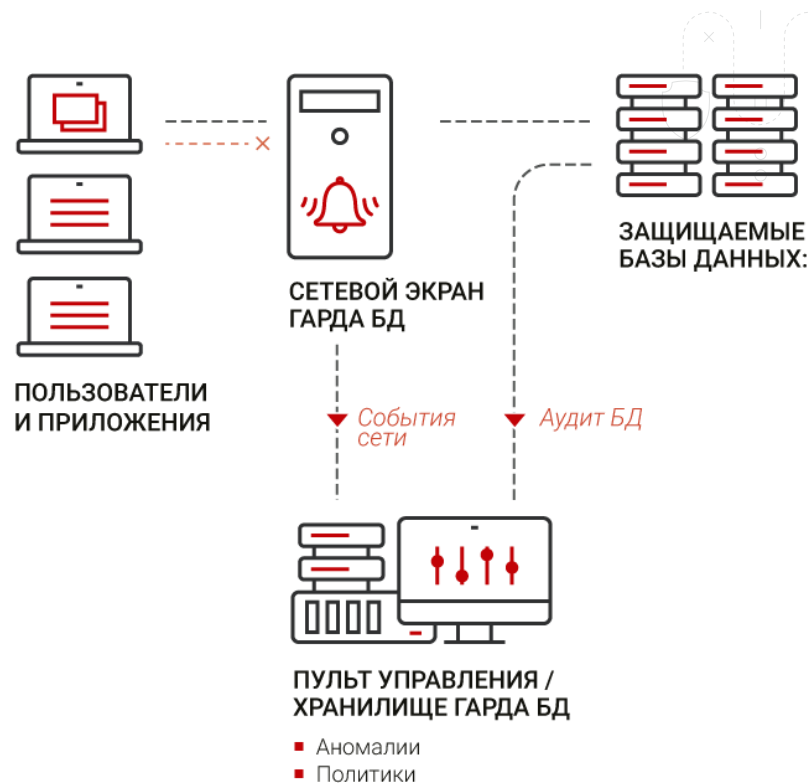 ЗАЩИЩАЕМЫЕ
БАЗЫ ДАННЫХ:
СЕТЕВОЙ ЭКРАН
ГАРДА БД
ПОЛЬЗОВАТЕЛИ
И ПРИЛОЖЕНИЯ
События
сети
Аудит БД
ПУЛЬТ УПРАВЛЕНИЯ /
ХРАНИЛИЩЕ ГАРДА БД
Аномалии
Политики